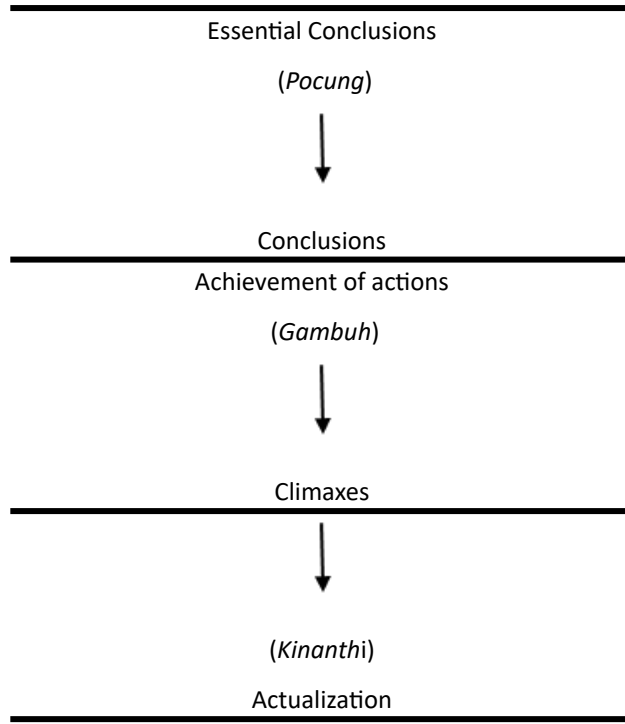 Essential Conclusions
(Pocung)
Conclusions
Achievement of actions
(Gambuh)
Climaxes
(Kinanthi)
Actualization